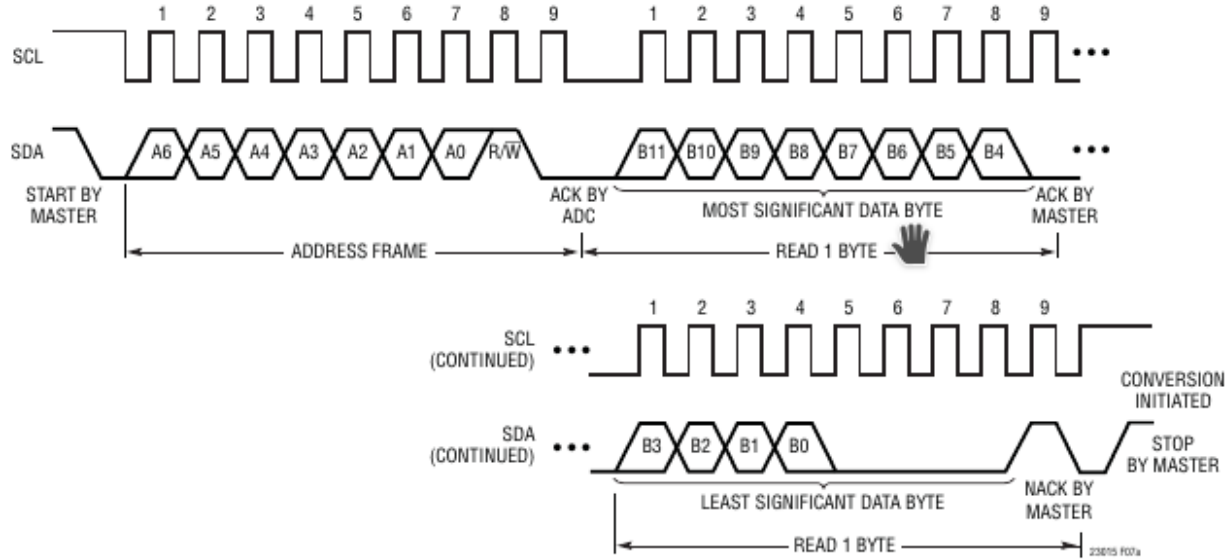 1 2 3 4 5 6 7 8 9 1 2 3 4 5 6 7 8 9
SCL
SDA A6 A5 A4 A3 A2 A1 A0 R/W̅ B11 B10 B9 B8 B7 B6 B5 B4
START BY
MASTER
ACK BY
ADC
MOST SIGNIFICANT DATA BYTE
ACK BY
MASTER
ADDRESS FRAME
READ 1 BYTE
1 2 3 4 5 6 7 8 9
SCL
(CONTINUED)
CONVERSION
INITIATED
SDA
(CONTINUED)
B3 B2 B1 B0
STOP
BY MASTER
LEAST SIGNIFICANT DATA BYTE
NACK BY
MASTER
READ 1 BYTE
23015 F07a